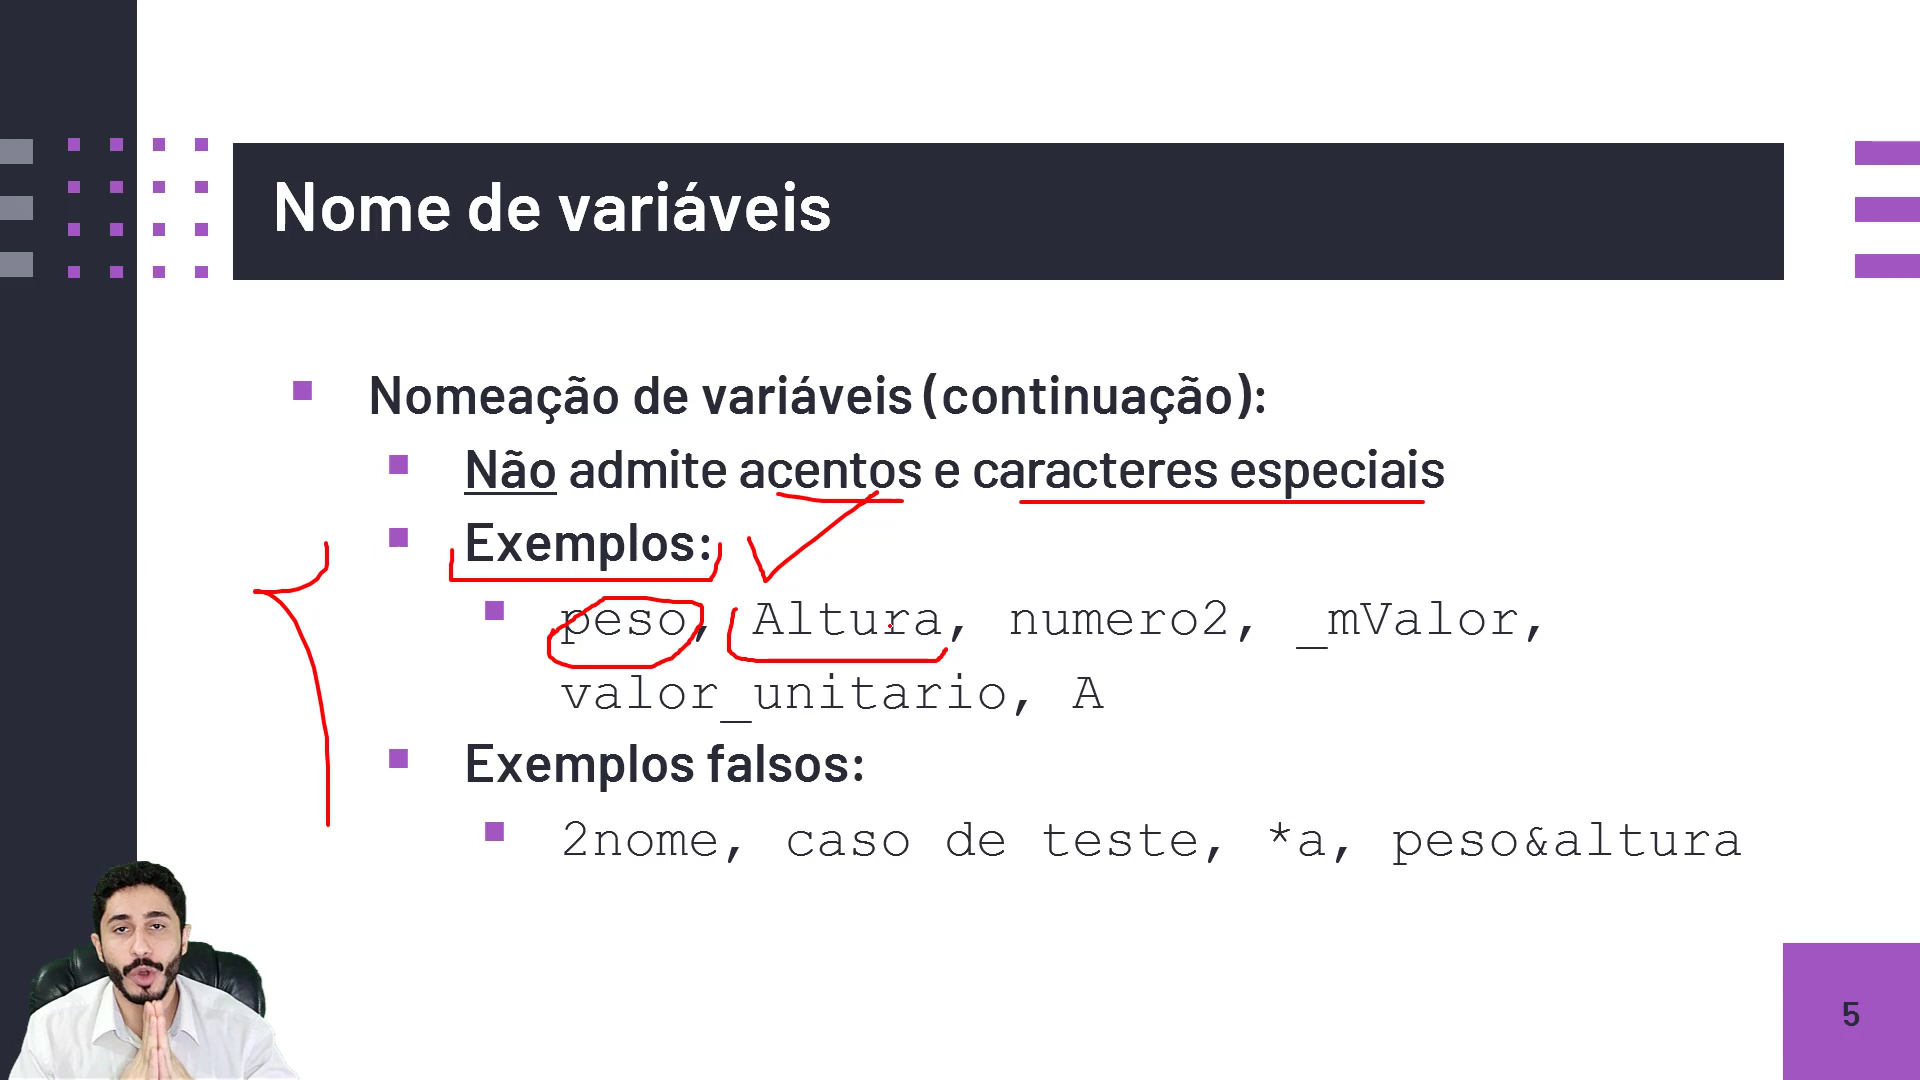 Nome de variáveis
Nomeação de variáveis (continuação):
Não admite acentos e caracteres especiais
Exemplos:
peso, Altura, numero2, _mValor,
valor_unitario, A
Exemplos falsos:
2nome, caso de teste, *a, peso&altura
5